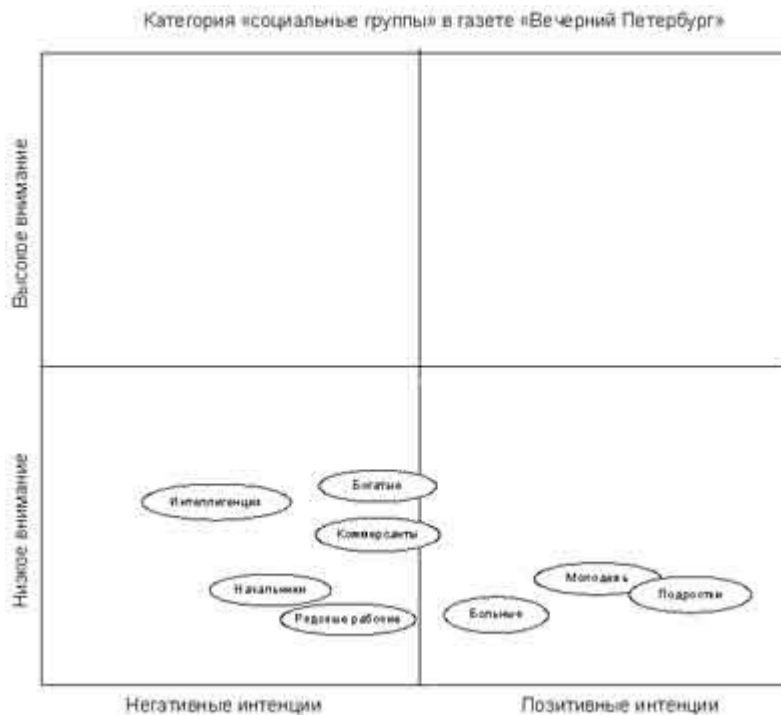 Категория «социальные группы» в газете «Вечерний Петербург»
Высокое внимание
Низкое внимание
Богатые
Интеллигенция
Коммерсанты
Молодежь
Начальники
Подростки
Больные
Рядовые рабочие
Негативные интенции
Позитивные интенции